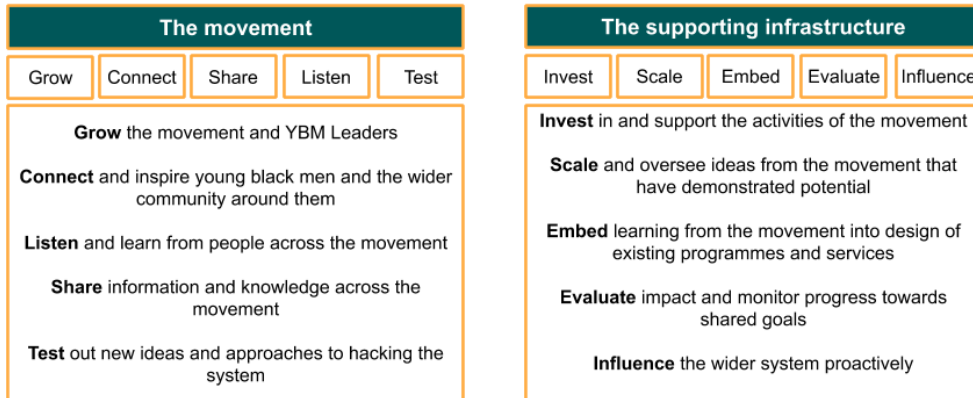 The movement
Grow
Connect
Share
Listen
Test
Grow the movement and YBM Leaders
Connect and inspire young black men and the wider
community around them
Listen and learn from people across the movement
Share information and knowledge across the
movement
Test out new ideas and approaches to hacking the
system
The supporting infrastructure
Invest
Scale
Embed
Evaluate
Influence
Invest in and support the activities of the movement
Scale and oversee ideas from the movement that
have demonstrated potential
Embed learning from the movement into design of
existing programmes and services
Evaluate impact and monitor progress towards
shared goals
Influence the wider system proactively